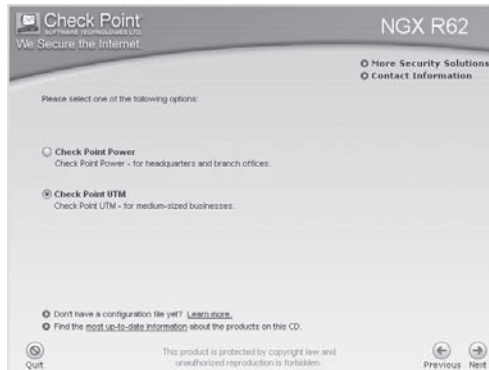 Check Point
SOFTWARE TECHNOLOGIES LTD.
We Secure the Internet.
NGX R62
More Security Solutions
Contact Information
Please select one of the following options:
Check Point Power
Check Point Power - for headquarters and branch offices.
Check Point UTM
Check Point UTM - for medium-sized businesses.
Don't have a configuration file yet? Learn more.
Find the most up-to-date information about the products on this CD.
Quit
This product is protected by copyright law and
unauthorized reproduction is forbidden.
Previous
Next